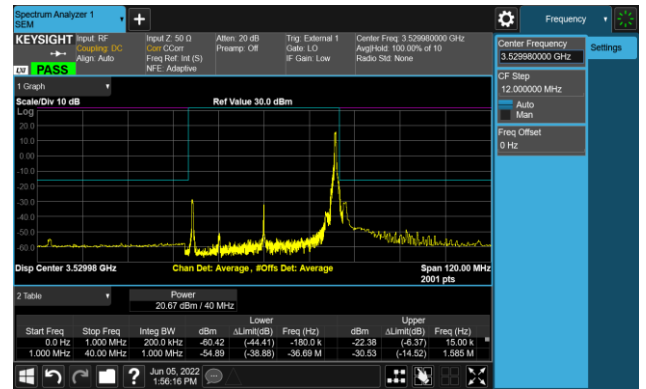 Spectrum Analyzer 1
SEM
Frequency
KEYSIGHT
Input: RF
Coupling: DC
Align: Auto
Input Z: 50 Ω
Corr CCorr
Freq Ref: Int (S)
NFE: Adaptive
Atten: 20 dB
Preamp: Off
Trig: External 1
Gate: LO
IF Gain: Low
Center Freq: 3.529980000 GHz
Avg|Hold: 100.00% of 10
Radio Std: None
LXI
PASS
Center Frequency
3.529980000 GHz
Settings
CF Step
12.000000 MHz
Auto
Man
Freq Offset
0 Hz
1 Graph
Scale/Div 10 dB
Ref Value 30.0 dBm
Log
20.0
10.0
0.00
-10.0
-20.0
-30.0
-40.0
-50.0
-60.0
Disp Center 3.52998 GHz
Chan Det: Average, #Offs Det: Average
Span 120.00 MHz
2001 pts
2 Table
Power
20.67 dBm / 40 MHz
Lower Upper
Start Freq Stop Freq Integ BW dBm ΔLimit(dB) Freq (Hz) dBm ΔLimit(dB) Freq (Hz)
0.0 Hz 1.000 MHz 200.0 kHz -60.42 (-44.41) -180.0 k -22.38 (-6.37) 15.00 k
1.000 MHz 40.00 MHz 1.000 MHz -54.89 (-38.88) -36.69 M -30.53 (-14.52) 1.585 M
?
Jun 05, 2022
1:56:16 PM